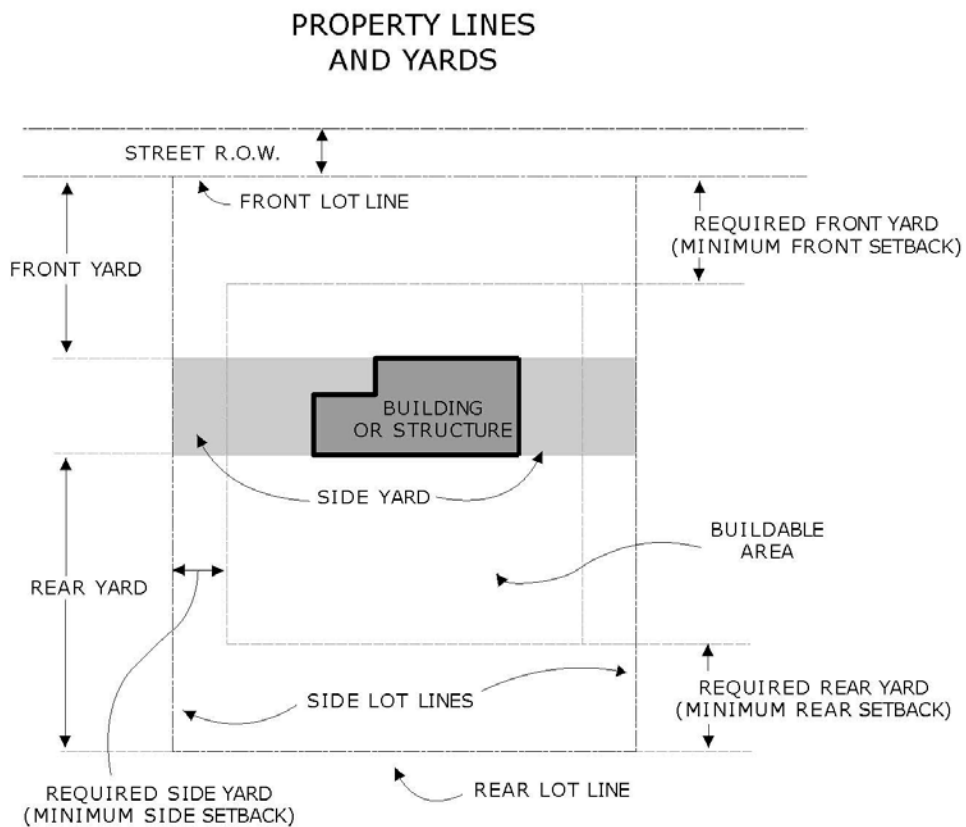 PROPERTY LINES
AND YARDS
STREET R.O.W.
FRONT LOT LINE
REQUIRED FRONT YARD
(MINIMUM FRONT SETBACK)
FRONT YARD
BUILDING
OR STRUCTURE
SIDE YARD
BUILDABLE
AREA
REAR YARD
SIDE LOT LINES
REQUIRED REAR YARD
(MINIMUM REAR SETBACK)
REAR LOT LINE
REQUIRED SIDE YARD
(MINIMUM SIDE SETBACK)